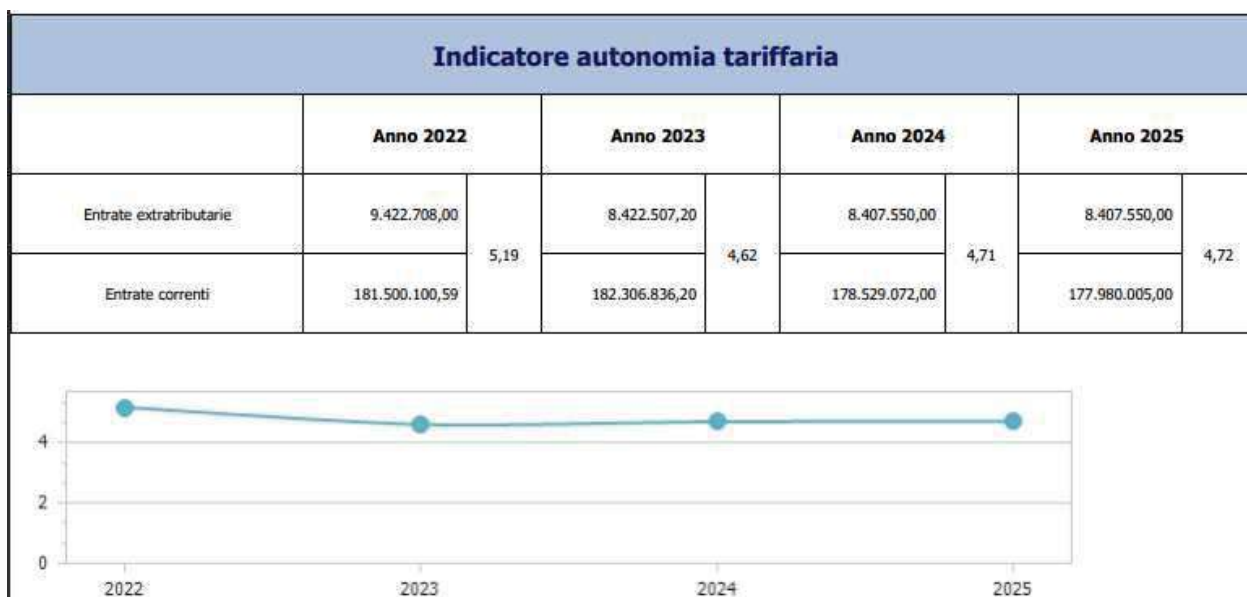 Indicatore autonomia tariffaria
Anno 2022 Anno 2023 Anno 2024 Anno 2025
Entrate extratributarie 9.422.708,00 8.422.507,20 8.407.550,00 8.407.550,00
5,19 4,62 4,71 4,72
Entrate correnti 181.500.100,59 182.306.836,20 178.529.072,00 177.980.005,00
4
2
0
2022 2023 2024 2025